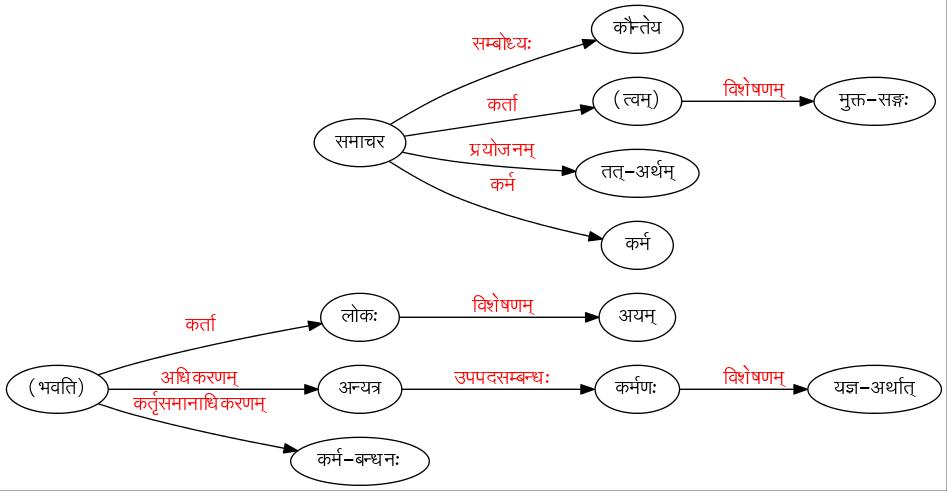 कौन्तेय
सम्बोध्यः
कर्ता
(त्वम्)
विशेषणम्
मुक्त-सङ्गः
समाचर
प्रयोजनम्
तत्-अर्थम्
कर्म
कर्म
कर्ता
लोकः
विशेषणम्
अयम्
(भवति)
अधिकरणम्
अन्यत्र
उपपदसम्बन्धः
कर्मणः
विशेषणम्
यज्ञ-अर्थात्
कर्तृसमानाधिकरणम्
कर्म-बन्धनः